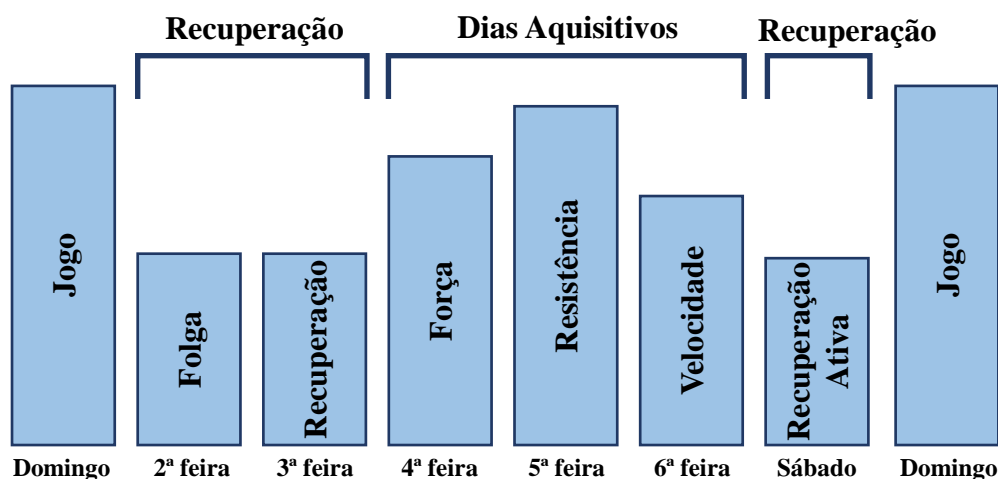 Recuperação
Dias Aquisitivos
Recuperação
Jogo
Folga
Recuperação
Força
Resistência
Velocidade
Recuperação
Ativa
Jogo
Domingo
2ª feira
3ª feira
4ª feira
5ª feira
6ª feira
Sábado
Domingo